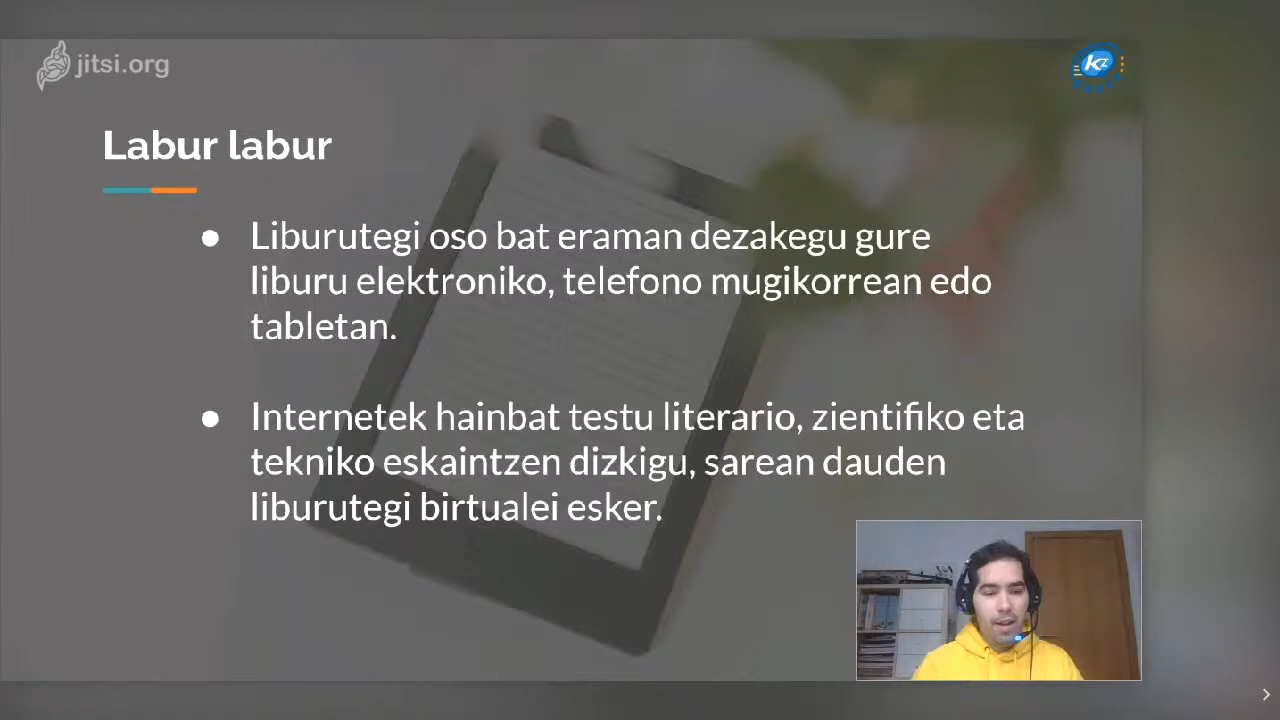 jitsi.org
KZ
Labur labur
● Liburutegi oso bat eraman dezakegu gure
liburu elektroniko, telefono mugikorrean edo
tabletan.
● Internetek hainbat testu literario, zientifiko eta
tekniko eskaintzen dizkigu, sarean dauden
liburutegi birtualei esker.